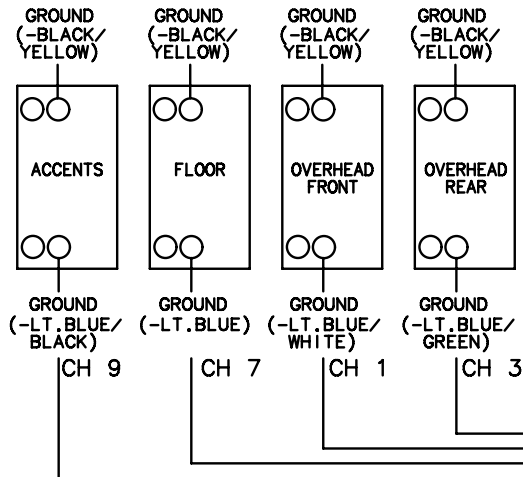 GROUND GROUND GROUND GROUND
(-BLACK/ (-BLACK/ (-BLACK/ (-BLACK/
YELLOW) YELLOW) YELLOW) YELLOW)
ACCENTS FLOOR OVERHEAD OVERHEAD
FRONT REAR
GROUND GROUND GROUND GROUND
(-LT.BLUE/ (-LT.BLUE) (-LT.BLUE/ (-LT.BLUE/
BLACK) WHITE) GREEN)
CH 9 CH 7 CH 1 CH 3